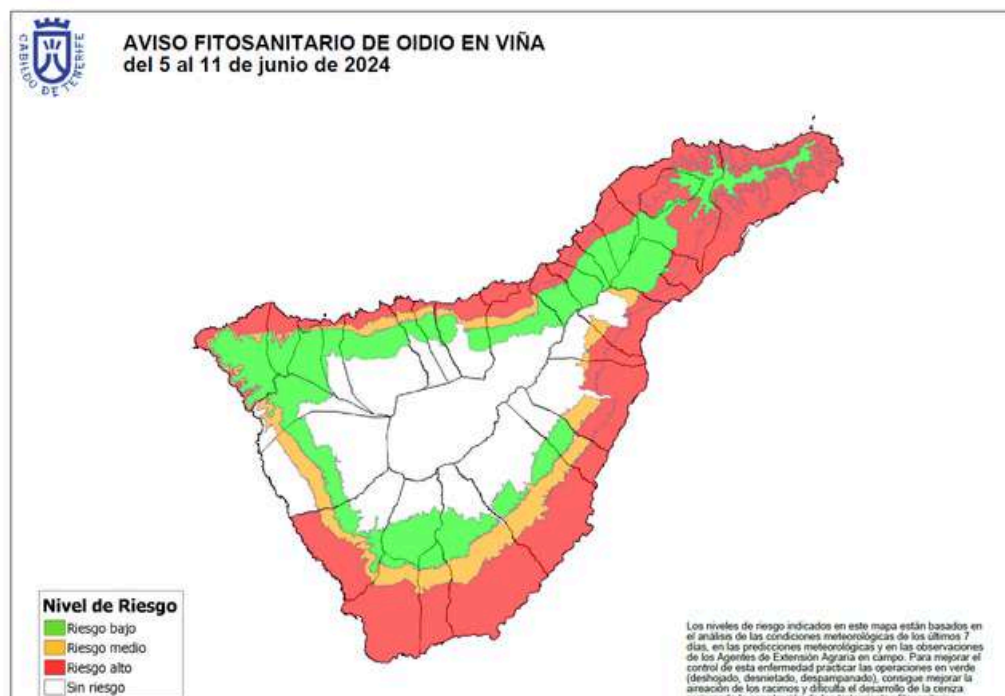 CABILDO DE TENERIFE
AVISO FITOSANITARIO DE OIDIO EN VIÑA
del 5 al 11 de junio de 2024
Nivel de Riesgo
Riesgo bajo
Riesgo medio
Riesgo alto
Sin riesgo
Los niveles de riesgo indicados en este mapa están basados en
el análisis de las condiciones meteorológicas de los últimos 7
días, en las predicciones meteorológicas y en las observaciones
de los Agentes de Extensión Agraria en campo. Para mejorar el
control de esta enfermedad practicar las operaciones en verde
(deshojado, desnietado, despampanado), consigue mejorar la
aireación de los racimos y dificulta el desarrollo de la ceniza